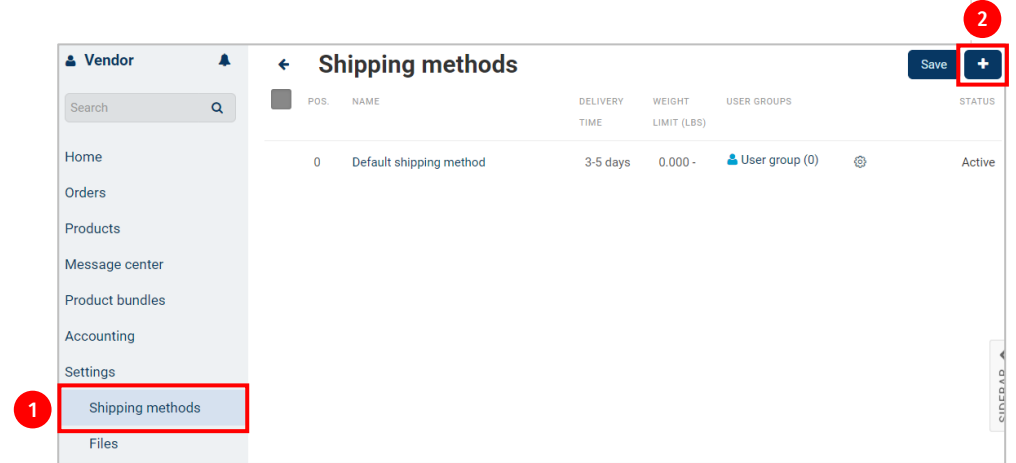 2
Vendor
Shipping methods
Save
+
Search
POS.
NAME
DELIVERY TIME
WEIGHT LIMIT (LBS)
USER GROUPS
STATUS
Home
0
Default shipping method
3-5 days
0.000 -
User group (0)
Active
Orders
Products
Message center
Product bundles
Accounting
Settings
SIDEBAR
1
Shipping methods
Files